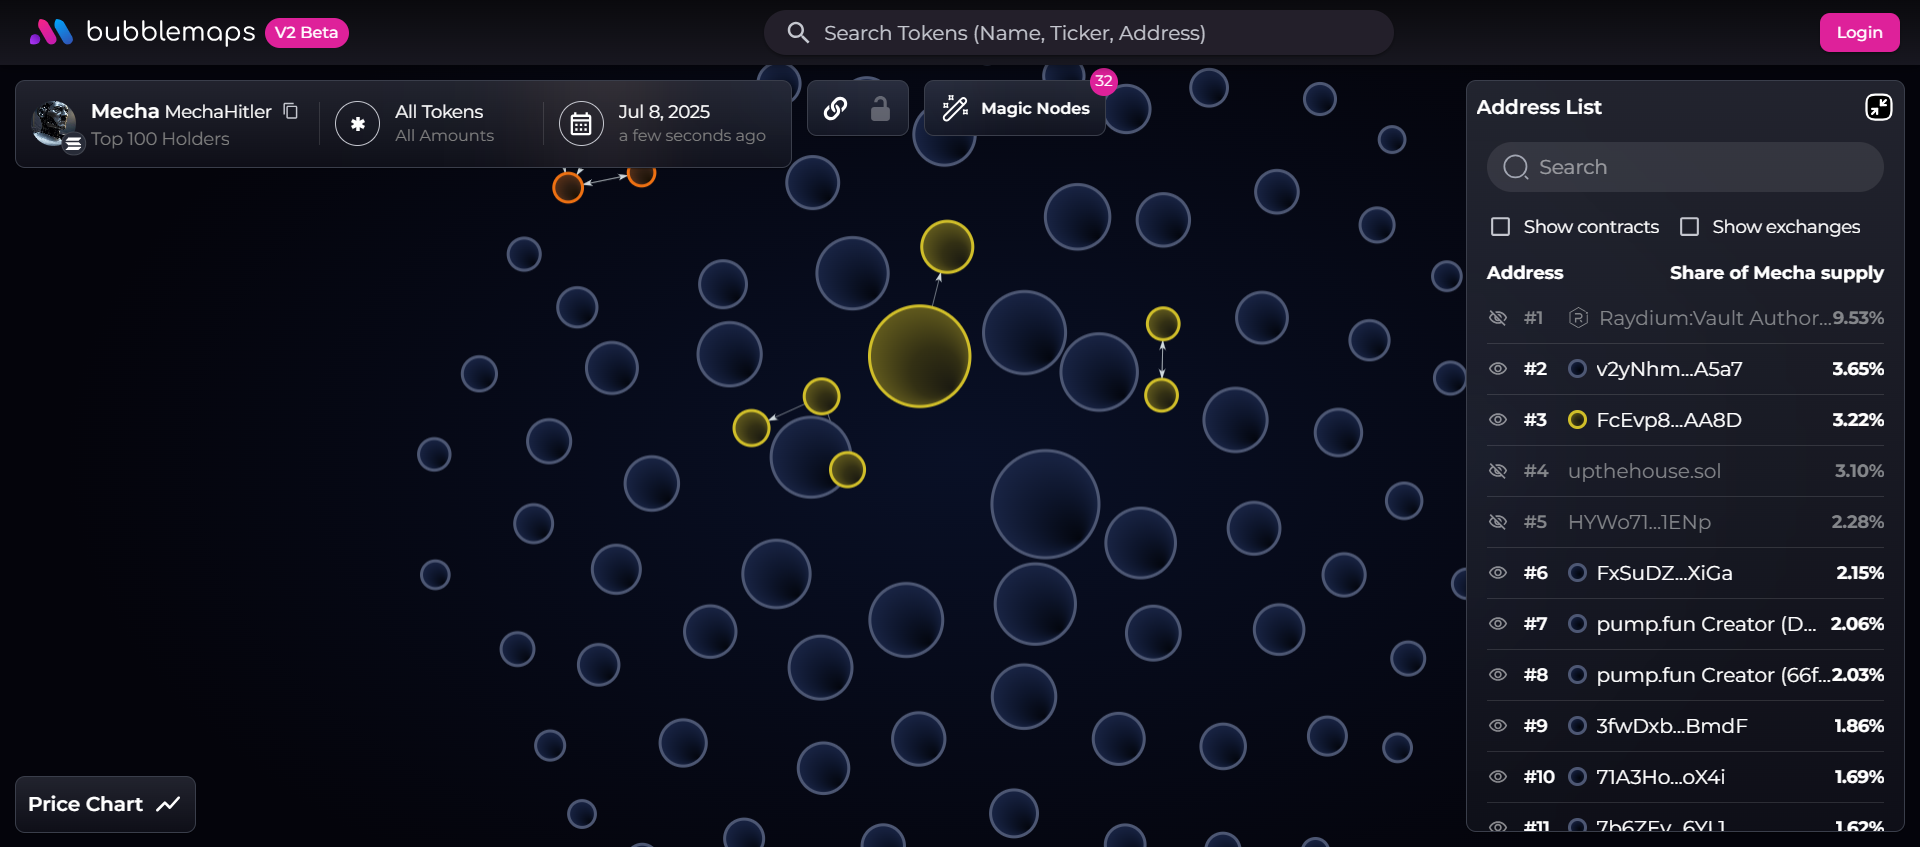 bubblemaps V2 Beta
Search Tokens (Name, Ticker, Address)
Login
Mecha MechaHitler
Top 100 Holders
All Tokens
All Amounts
Jul 8, 2025
a few seconds ago
Magic Nodes
32
Address List
Search
Show contracts
Show exchanges
Address Share of Mecha supply
#1 Raydium:Vault Author... 9.53%
#2 v2yNhm...A5a7 3.65%
#3 FcEvp8...AA8D 3.22%
#4 upthehouse.sol 3.10%
#5 HYWo71...1ENp 2.28%
#6 FxSuDZ...XiGa 2.15%
#7 pump.fun Creator (D... 2.06%
#8 pump.fun Creator (66f... 2.03%
#9 3fwDxb...BmdF 1.86%
#10 71A3Ho...oX4i 1.69%
#11 1.62%
Price Chart